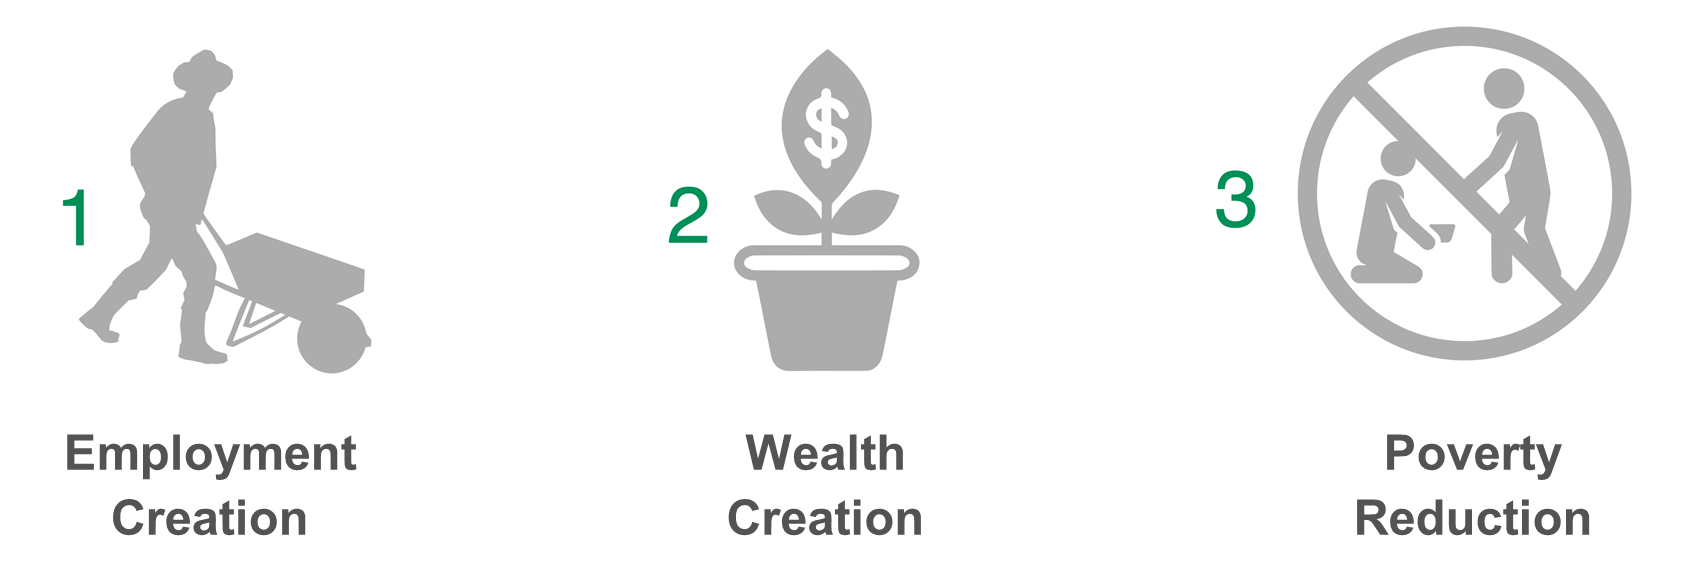 1
Employment
Creation
2
$
Wealth
Creation
3
Poverty
Reduction